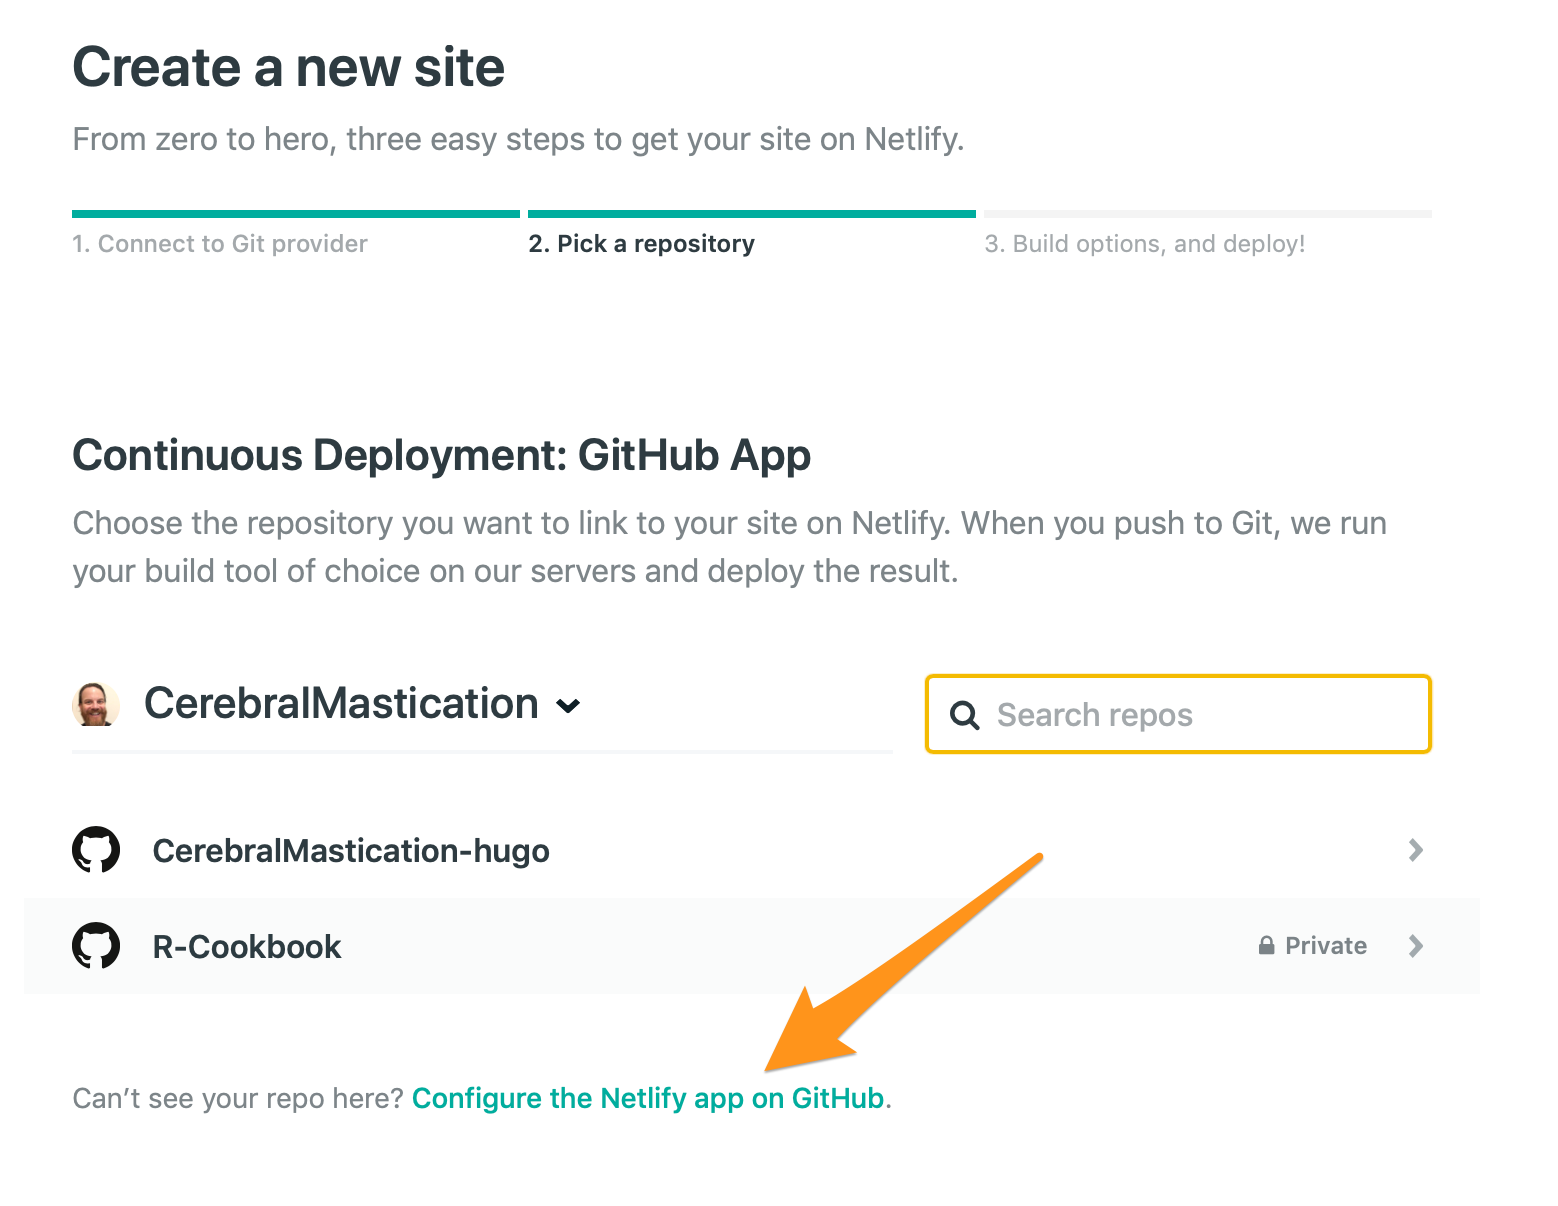 Create a new site
From zero to hero, three easy steps to get your site on Netlify.
1. Connect to Git provider
2. Pick a repository
3. Build options, and deploy!
Continuous Deployment: GitHub App
Choose the repository you want to link to your site on Netlify. When you push to Git, we run
your build tool of choice on our servers and deploy the result.
CerebralMastication
Search repos
CerebralMastication-hugo
R-Cookbook
Private
Can’t see your repo here? Configure the Netlify app on GitHub.